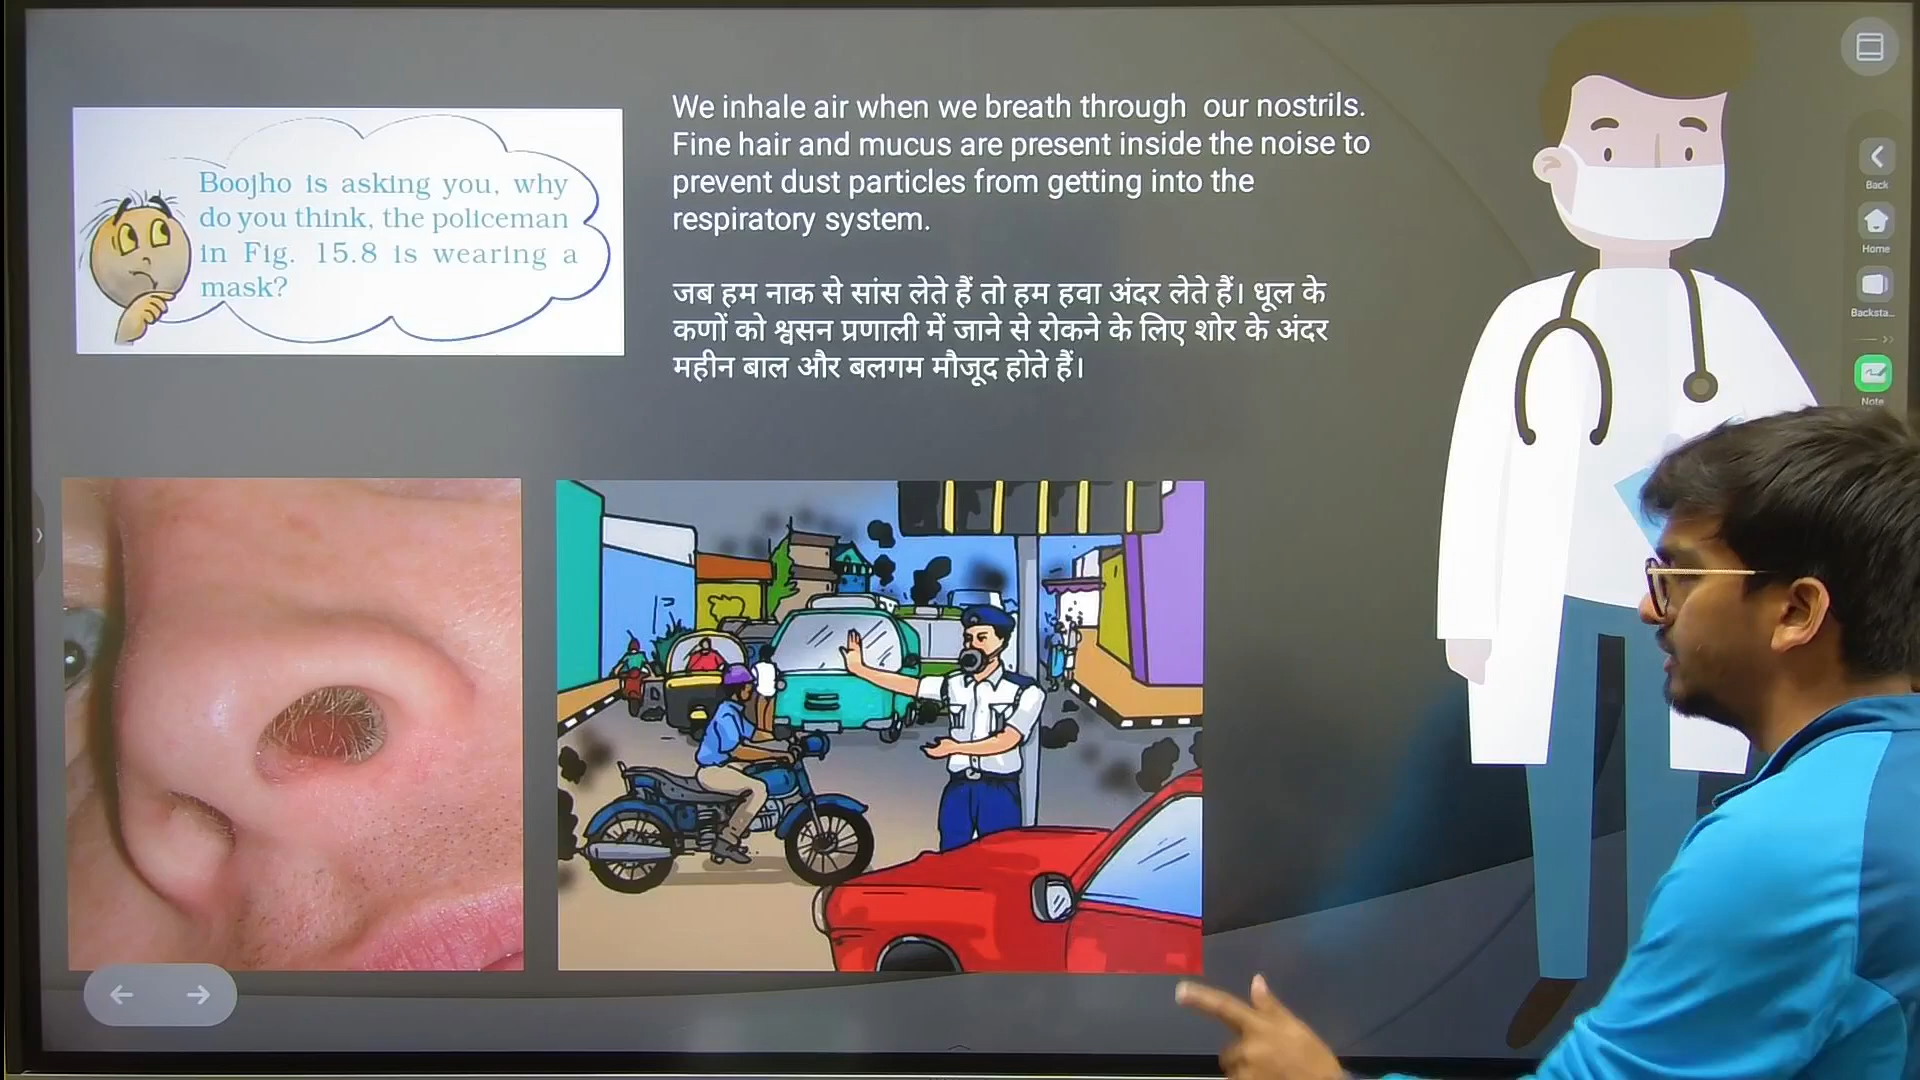 Boojho is asking you, why
do you think, the policeman
in Fig. 15.8 is wearing a
mask?
We inhale air when we breath through our nostrils.
Fine hair and mucus are present inside the noise to
prevent dust particles from getting into the
respiratory system.
जब हम नाक से सांस लेते हैं तो हम हवा अंदर लेते हैं। धूल के
कणों को श्वसन प्रणाली में जाने से रोकने के लिए शोर के अंदर
महीन बाल और बलगम मौजूद होते हैं।
Back
Home
Backsta...
Note